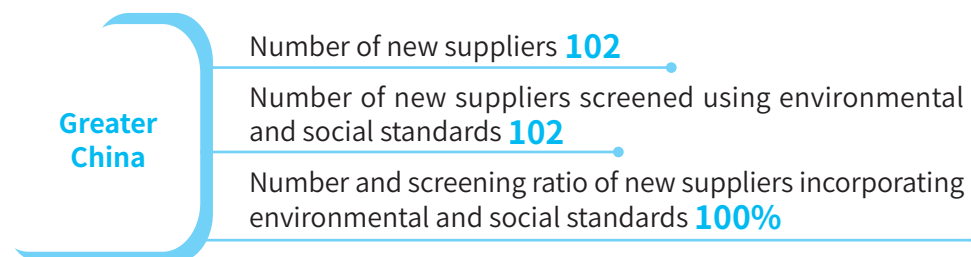 Greater
China
Number of new suppliers 102
Number of new suppliers screened using environmental
and social standards 102
Number and screening ratio of new suppliers incorporating
environmental and social standards 100%